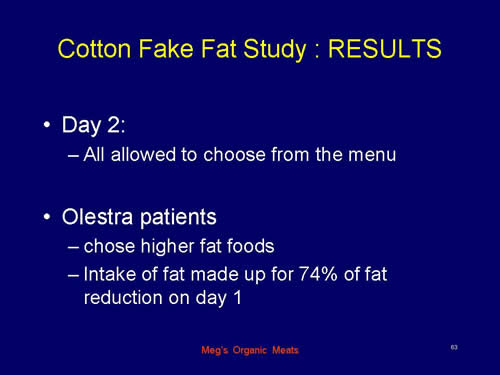 Cotton Fake Fat Study : RESULTS
• Day 2:
– All allowed to choose from the menu
• Olestra patients
– chose higher fat foods
– Intake of fat made up for 74% of fat
reduction on day 1
Meg's Organic Meats
63